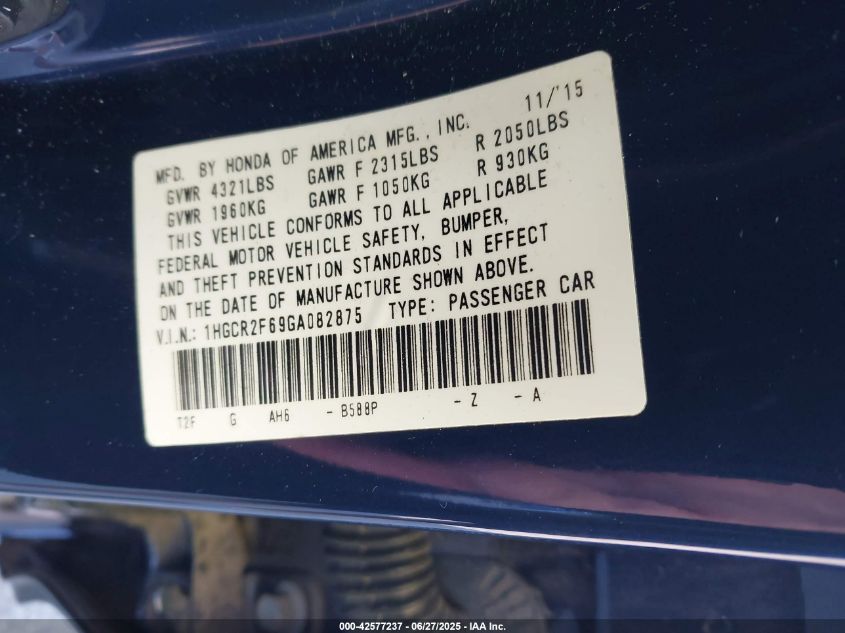 11/'15
MFD. BY HONDA OF AMERICA MFG., INC.
GVWR 4321LBS GAWR F 2315LBS R 2050LBS
GVWR 1960KG GAWR F 1050KG R 930KG
THIS VEHICLE CONFORMS TO ALL APPLICABLE
FEDERAL MOTOR VEHICLE SAFETY, BUMPER,
AND THEFT PREVENTION STANDARDS IN EFFECT
ON THE DATE OF MANUFACTURE SHOWN ABOVE.
V.I.N.: 1HGCR2F69GA082875 TYPE: PASSENGER CAR
T2F G AH6 - B588P - Z - A
000-42577237 - 06/27/2025 - IAA Inc.